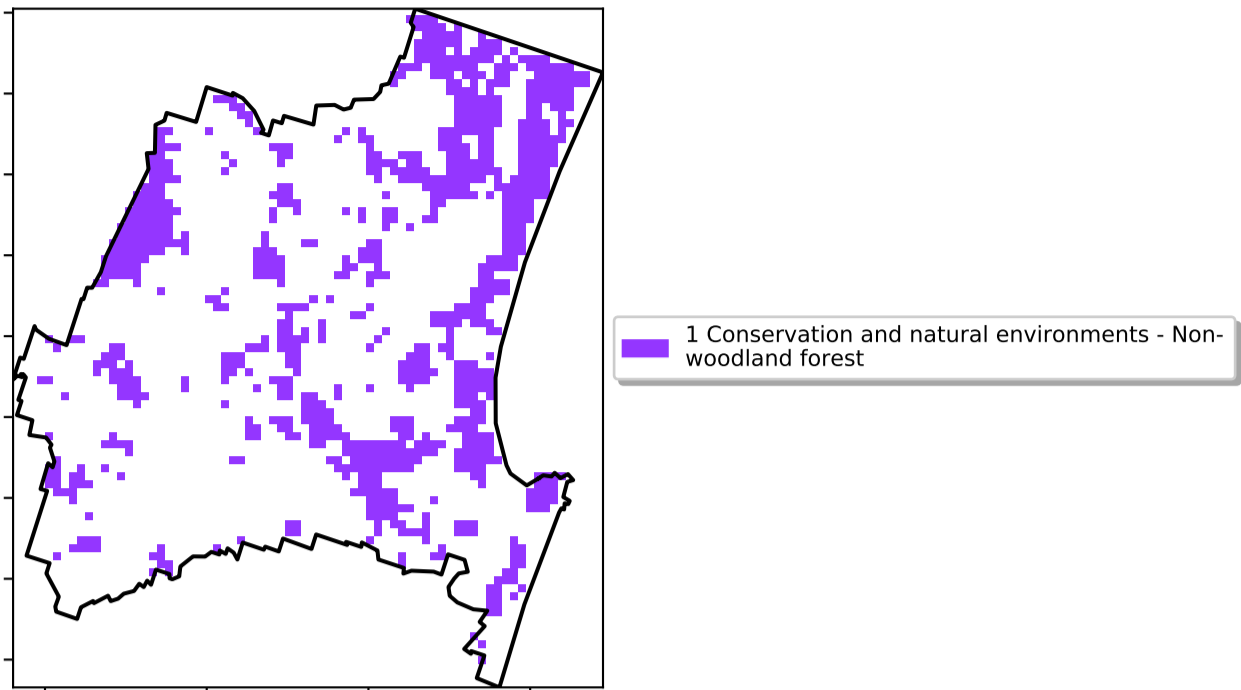 1 Conservation and natural environments - Non-
woodland forest